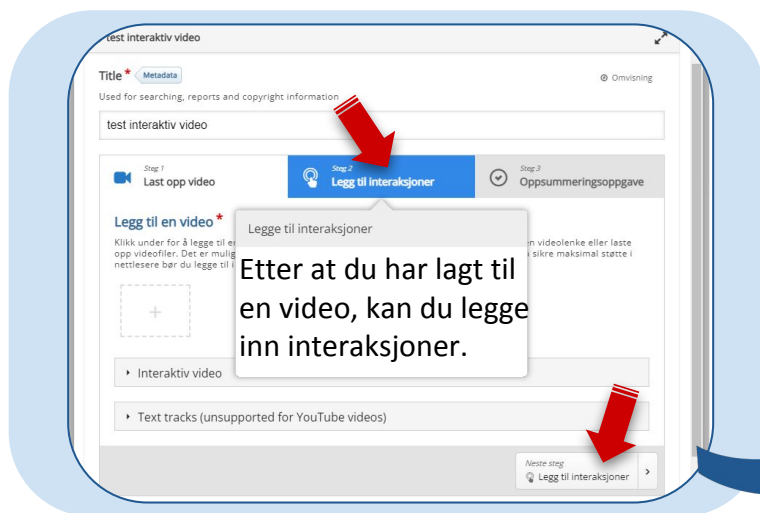 test interaktiv video
Title * Metadata
Omvisning
Used for searching, reports and copyright information
test interaktiv video
Steg 1
Last opp video
Steg 2
Legg til interaksjoner
Steg 3
Oppsummeringsoppgave
Legg til en video *
Klikk under for å legge til en videolenke eller laste
opp videofiler. Det er mulig sikre maksimal støtte i
nettlesere bør du legge til
Legge til interaksjoner
Etter at du har lagt til
en video, kan du legge
inn interaksjoner.
+
Interaktiv video
Text tracks (unsupported for YouTube videos)
Neste steg
Legg til interaksjoner